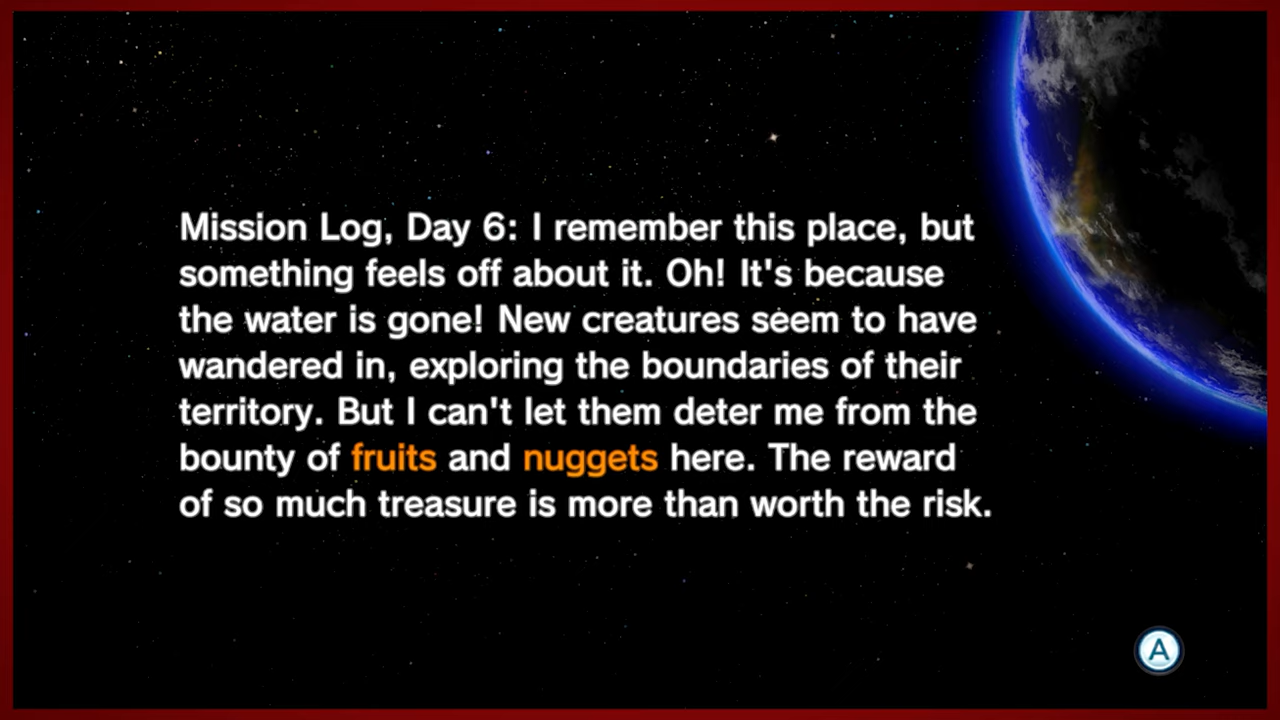 Mission Log, Day 6: I remember this place, but
something feels off about it. Oh! It's because
the water is gone! New creatures seem to have
wandered in, exploring the boundaries of their
territory. But I can't let them deter me from the
bounty of fruits and nuggets here. The reward
of so much treasure is more than worth the risk.
A